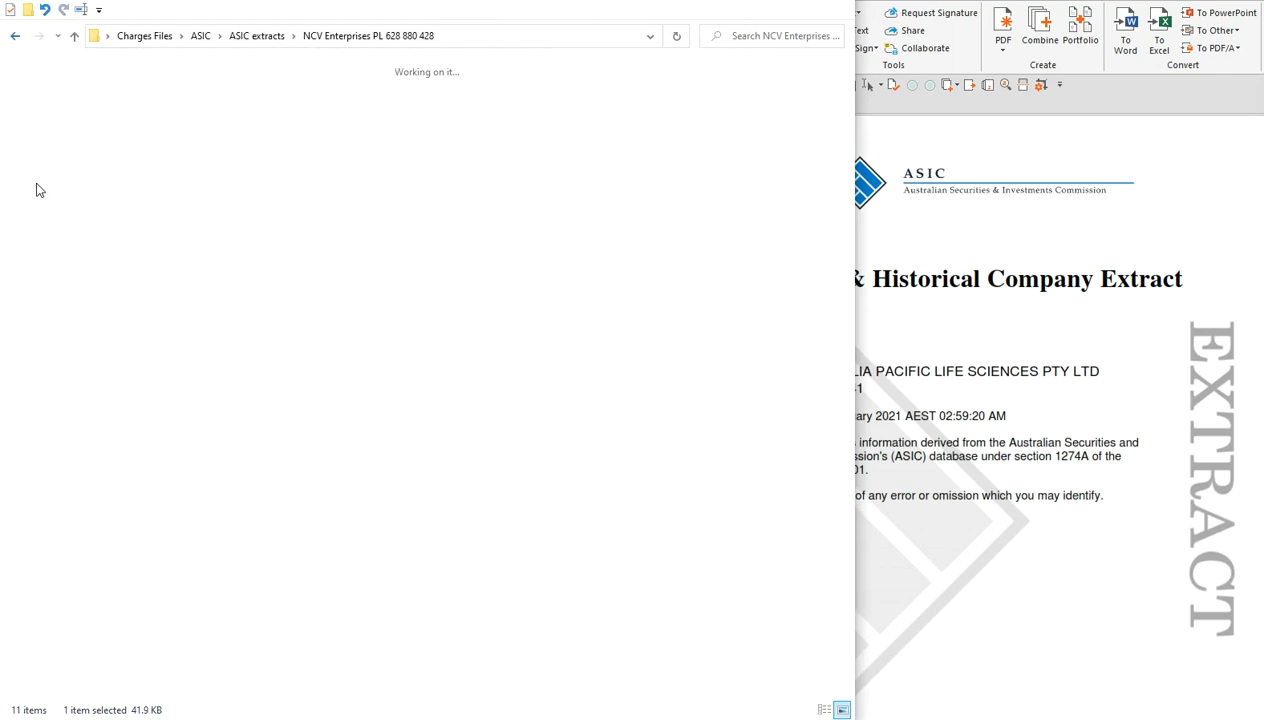 Charges Files > ASIC > ASIC extracts > NCV Enterprises PL 628 880 428
Search NCV Enterprises ...
Working on it...
11 items 1 item selected 41.9 KB
Request Signature
Text
Share
Sign
Collaborate
Tools
PDF
Combine
Portfolio
Create
To Word
To Excel
To PowerPoint
To Other
To PDF/A
Convert
ASIC
Australian Securities & Investments Commission
& Historical Company Extract
LIA PACIFIC LIFE SCIENCES PTY LTD
1
ary 2021 AEST 02:59:20 AM
information derived from the Australian Securities and
ssion's (ASIC) database under section 1274A of the
01.
of any error or omission which you may identify.
EXTRACT